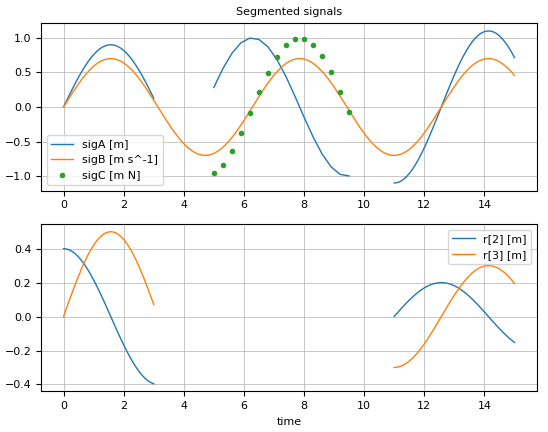 Segmented signals
1.0
0.5
0.0
−0.5
−1.0
sigA [m]
sigB [m s^-1]
sigC [m N]
0 2 4 6 8 10 12 14
0.4
0.2
0.0
−0.2
−0.4
r[2] [m]
r[3] [m]
0 2 4 6 8 10 12 14
time